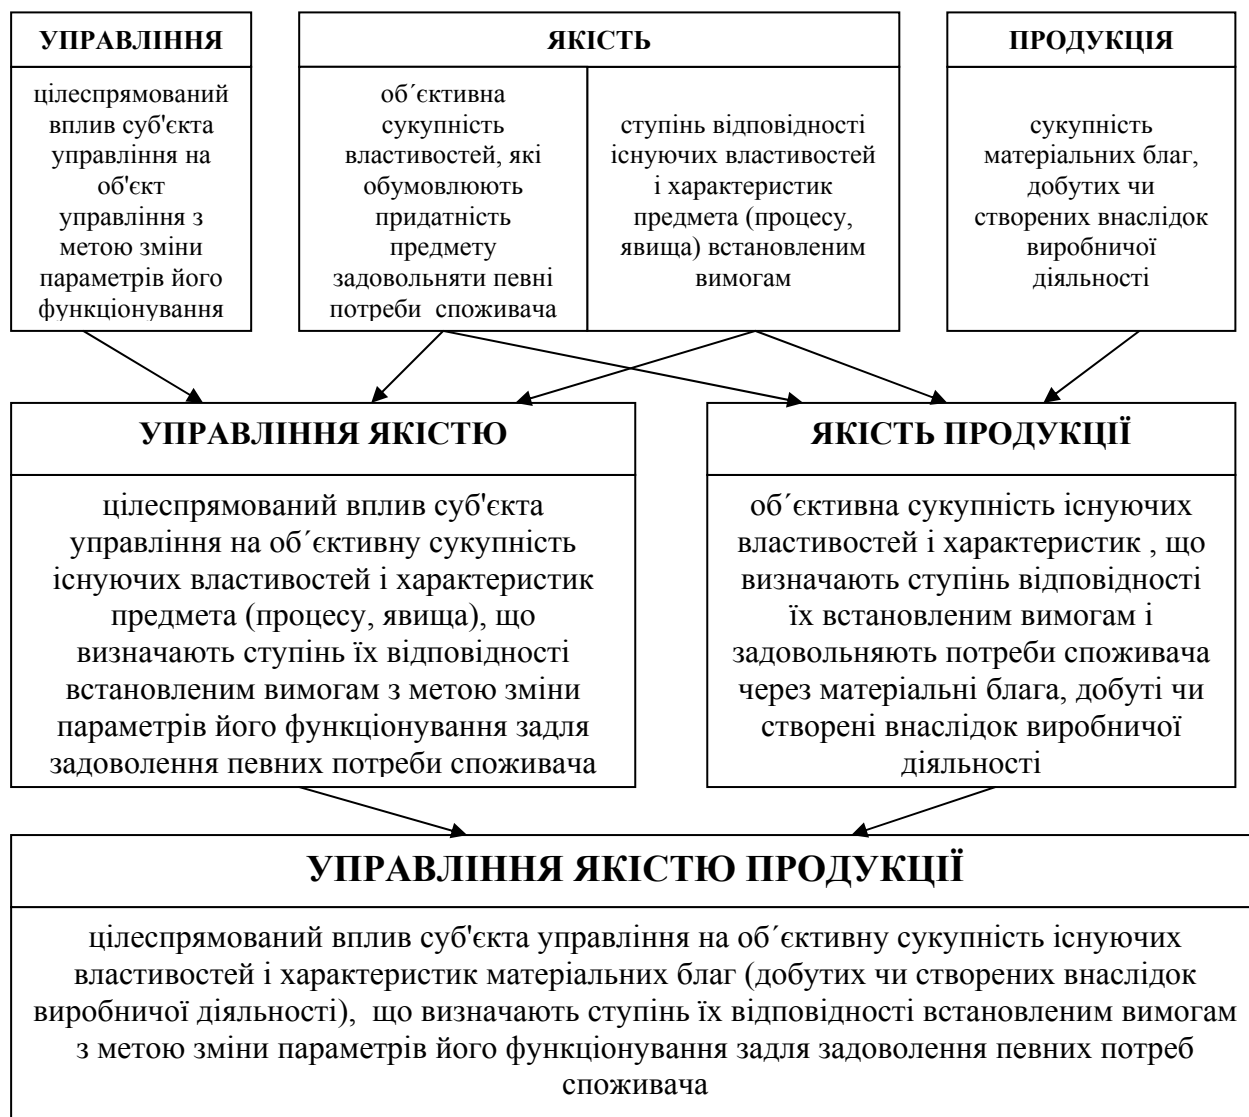 УПРАВЛІННЯ
цілеспрямований
вплив суб'єкта
управління на
об'єкт
управління з
метою зміни
параметрів його
функціонування
ЯКІСТЬ
об´єктивна
сукупність
властивостей, які
обумовлюють
придатність
предмету
задовольняти певні
потреби споживача
ступінь відповідності
існуючих властивостей
і характеристик
предмета (процесу,
явища) встановленим
вимогам
ПРОДУКЦІЯ
сукупність
матеріальних благ,
добутих чи
створених внаслідок
виробничої
діяльності
УПРАВЛІННЯ ЯКІСТЮ
цілеспрямований вплив суб'єкта
управління на об´єктивну сукупність
існуючих властивостей і характеристик
предмета (процесу, явища), що
визначають ступінь їх відповідності
встановленим вимогам з метою зміни
параметрів його функціонування задля
задоволення певних потреби споживача
ЯКІСТЬ ПРОДУКЦІЇ
об´єктивна сукупність існуючих
властивостей і характеристик , що
визначають ступінь відповідності
їх встановленим вимогам і
задовольняють потреби споживача
через матеріальні блага, добуті чи
створені внаслідок виробничої
діяльності
УПРАВЛІННЯ ЯКІСТЮ ПРОДУКЦІЇ
цілеспрямований вплив суб'єкта управління на об´єктивну сукупність існуючих
властивостей і характеристик матеріальних благ (добутих чи створених внаслідок
виробничої діяльності), що визначають ступінь їх відповідності встановленим вимогам
з метою зміни параметрів його функціонування задля задоволення певних потреб
споживача